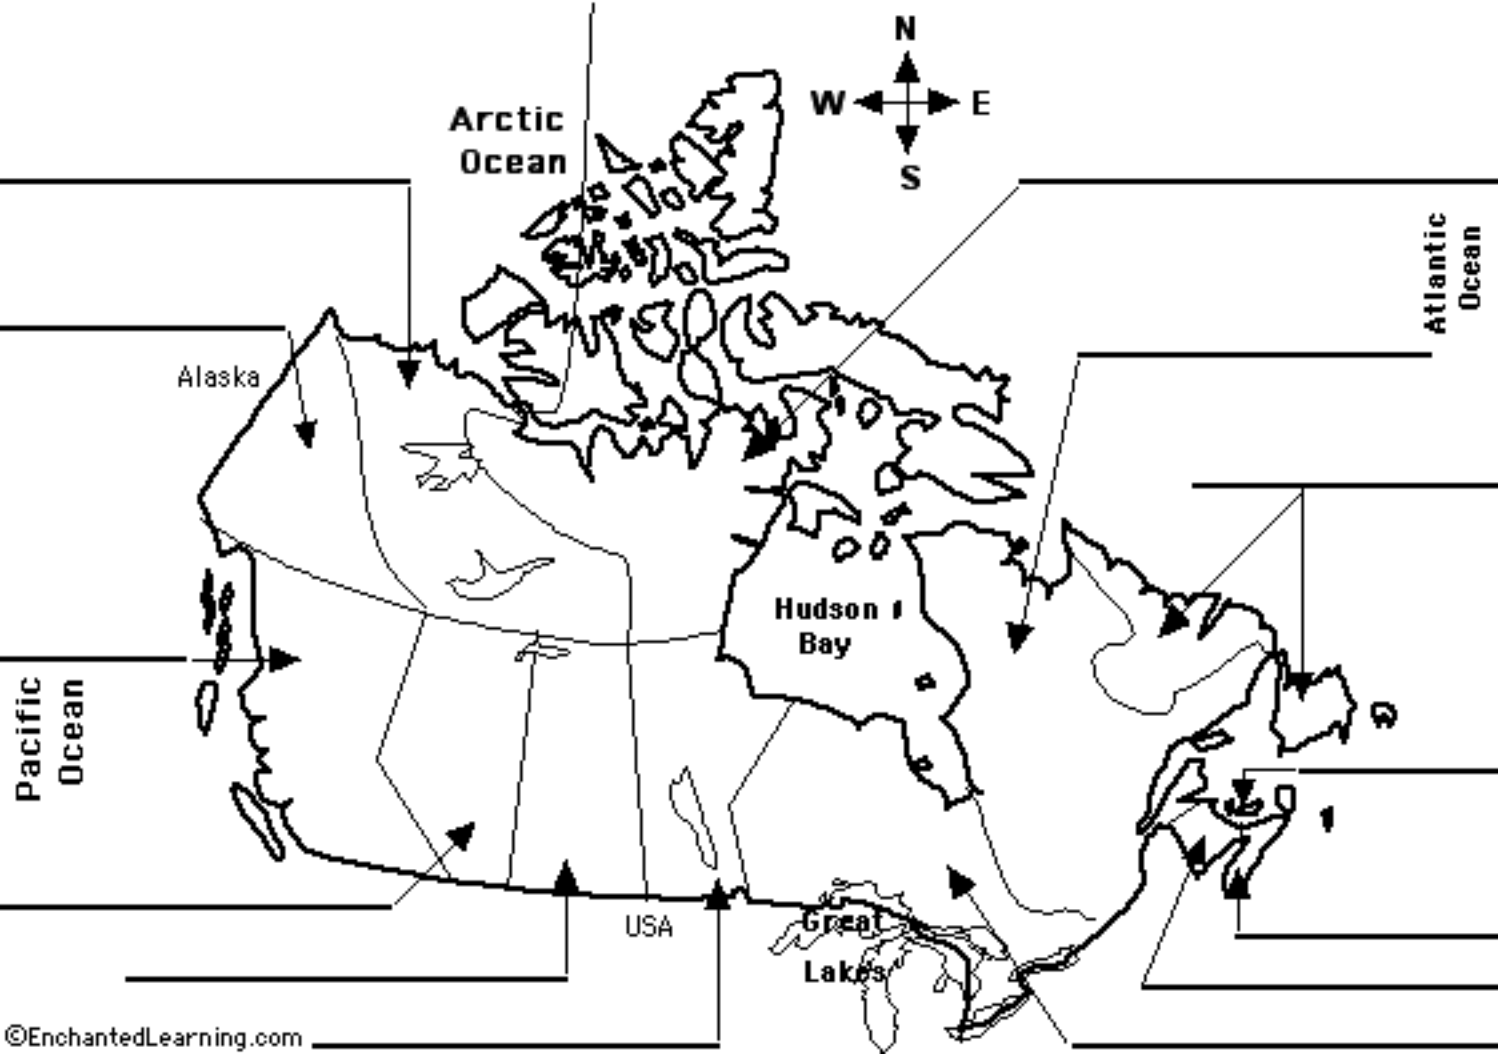 N
W E
S
Arctic
Ocean
Atlantic
Ocean
Alaska
Hudson
Bay
Pacific
Ocean
USA
Great
Lakes
©EnchantedLearning.com